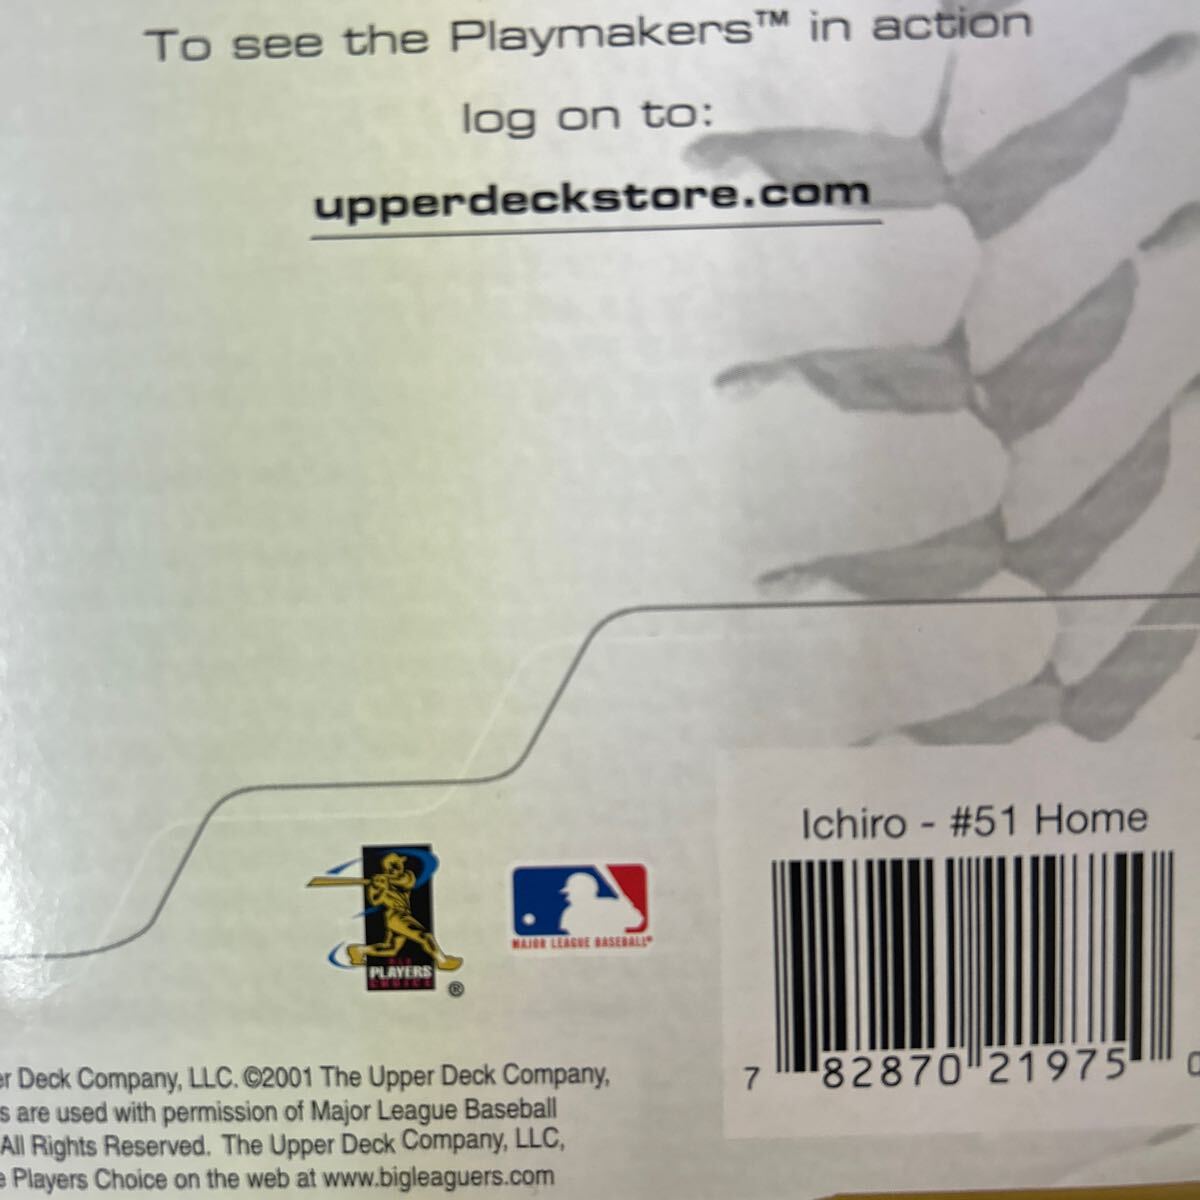 To see the Playmakers™ in action
log on to:
upperdeckstore.com
Ichiro - #51 Home
PLAYERS
CHOICE
®
MAJOR LEAGUE BASEBALL
7 82870 21975 0
Deck Company, LLC. ©2001 The Upper Deck Company,
are used with permission of Major League Baseball
All Rights Reserved. The Upper Deck Company, LLC,
Players Choice on the web at www.bigleaguers.com